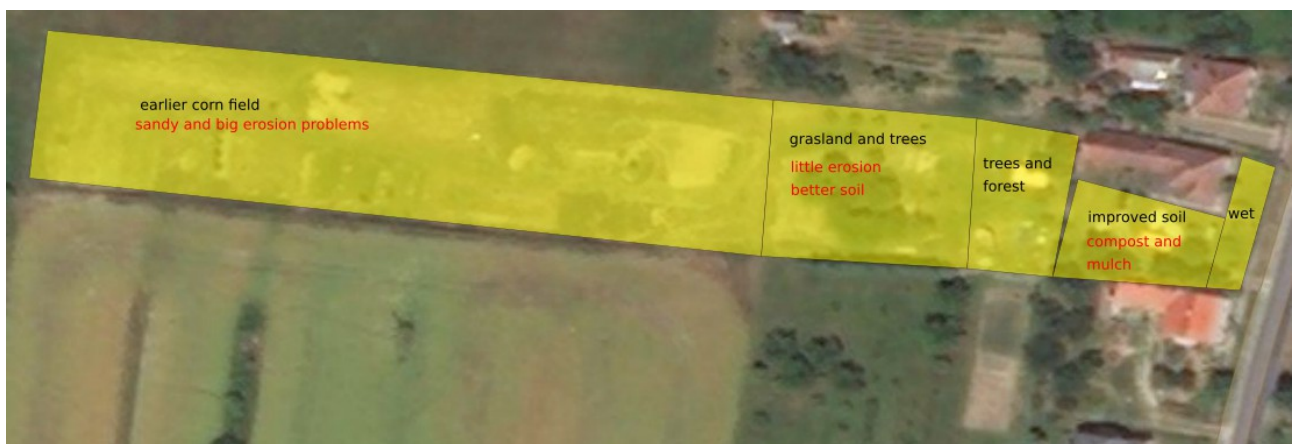 earlier corn field
sandy and big erosion problems
grasland and trees
little erosion
better soil
trees and
forest
improved soil
compost and
mulch
wet